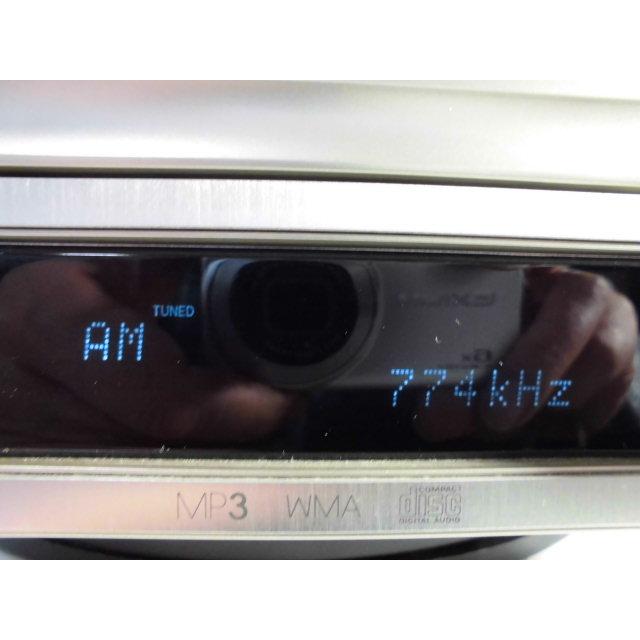 TUNED
AM
774kHz
MP3 WMA COMPACT disc DIGITAL AUDIO